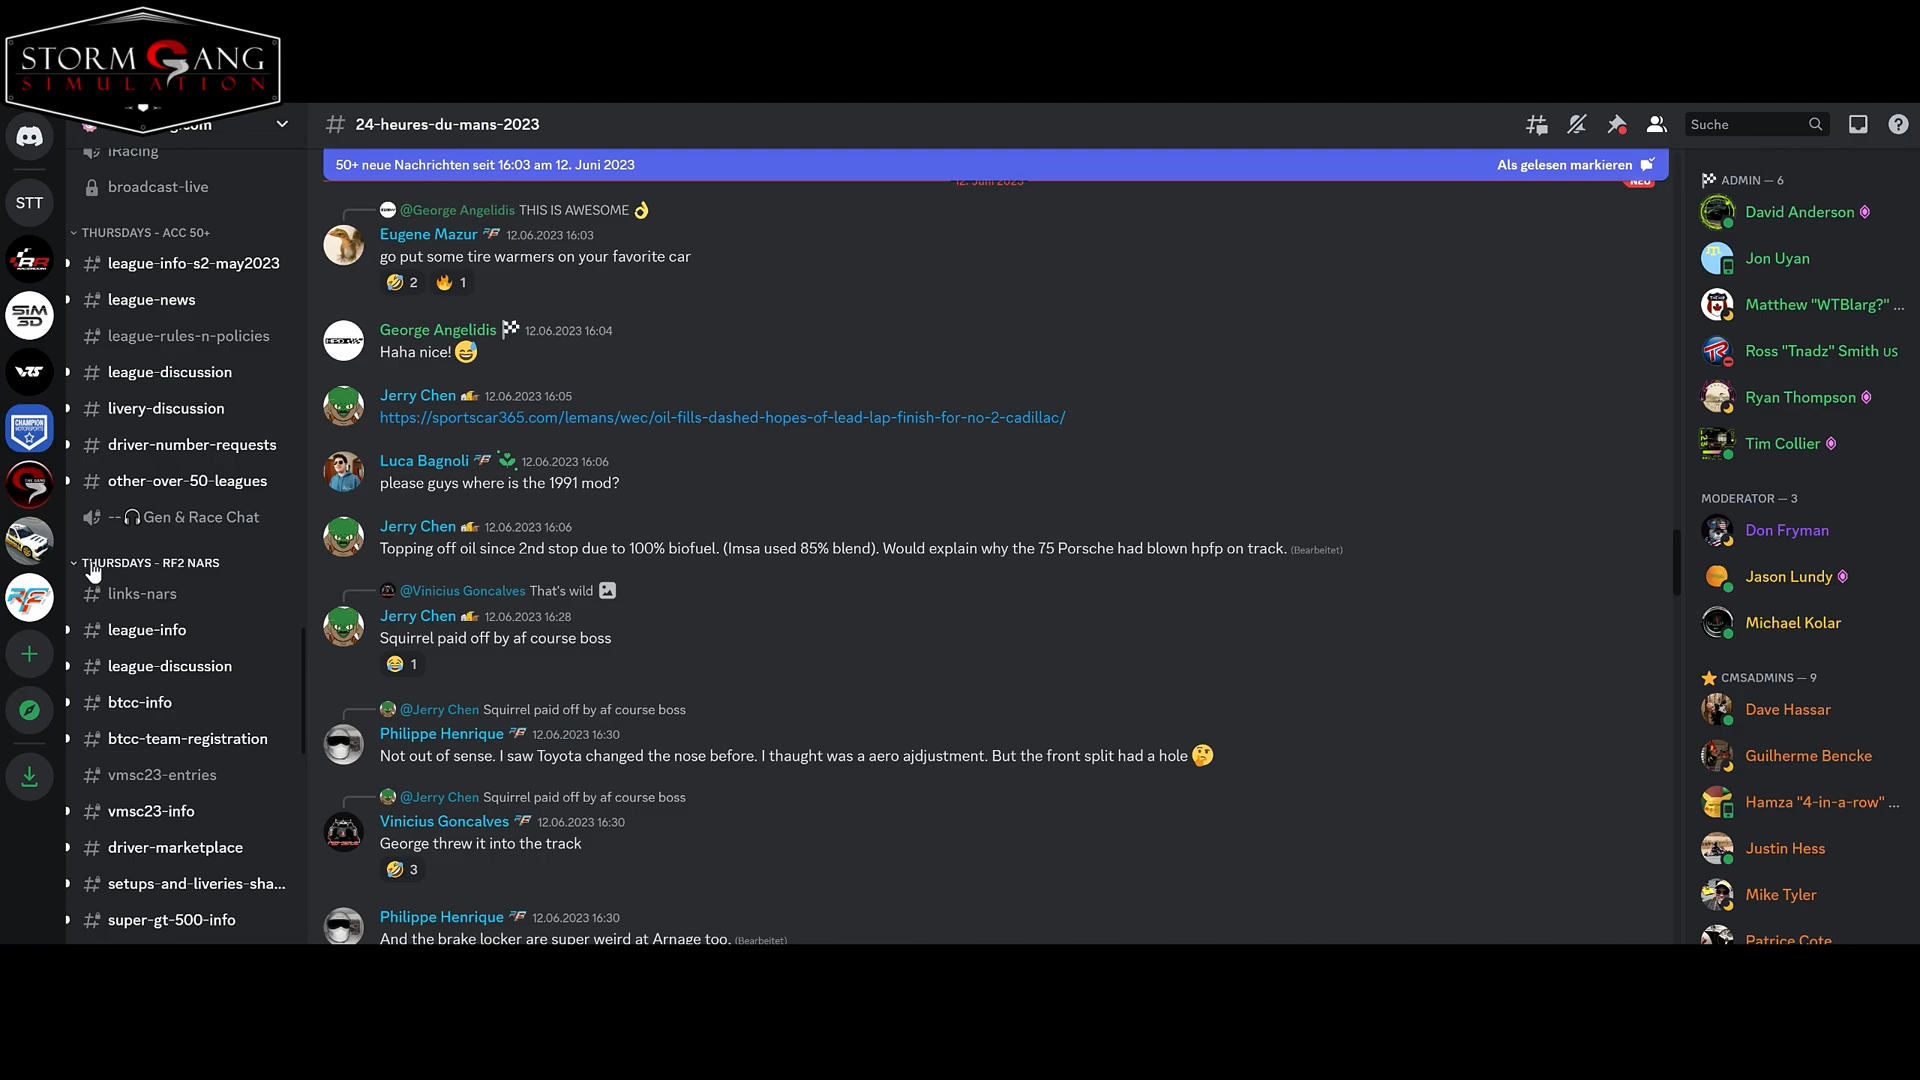 STORM GANG
SIMULATION
iRacing
broadcast-live
THURSDAYS - ACC 50+
league-info-s2-may2023
league-news
league-rules-n-policies
league-discussion
livery-discussion
driver-number-requests
other-over-50-leagues
--🎧Gen & Race Chat
THURSDAYS - RF2 NARS
links-nars
league-info
league-discussion
btcc-info
btcc-team-registration
vmsc23-entries
vmsc23-info
driver-marketplace
setups-and-liveries-sha...
super-gt-500-info
STT
SIM
3D
VRS
CHAMPION
24-heures-du-mans-2023
Suche
50+ neue Nachrichten seit 16:03 am 12. Juni 2023
Als gelesen markieren
12. Juni 2023
NEU
@George Angelidis THIS IS AWESOME 👌
Eugene Mazur 12.06.2023 16:03
go put some tire warmers on your favorite car
🤣 2 🔥 1
George Angelidis 12.06.2023 16:04
Haha nice! 😅
Jerry Chen 12.06.2023 16:05
https://sportscar365.com/lemans/wec/oil-fills-dashed-hopes-of-lead-lap-finish-for-no-2-cadillac/
Luca Bagnoli 12.06.2023 16:06
please guys where is the 1991 mod?
Jerry Chen 12.06.2023 16:06
Topping off oil since 2nd stop due to 100% biofuel. (Imsa used 85% blend). Would explain why the 75 Porsche had blown hpfp on track. (Bearbeitet)
@Vinicius Goncalves That's wild
Jerry Chen 12.06.2023 16:28
Squirrel paid off by af course boss
😂 1
@Jerry Chen Squirrel paid off by af course boss
Philippe Henrique 12.06.2023 16:30
Not out of sense. I saw Toyota changed the nose before. I thaught was a aero ajdjustment. But the front split had a hole 🤔
@Jerry Chen Squirrel paid off by af course boss
Vinicius Goncalves 12.06.2023 16:30
George threw it into the track
🤣 3
Philippe Henrique 12.06.2023 16:30
And the brake locker are super weird at Arnage too. (Bearbeitet)
ADMIN — 6
David Anderson
Jon Uyan
Matthew "WTBlarg?" ...
Ross "Tnadz" Smith US
Ryan Thompson
Tim Collier
MODERATOR — 3
Don Fryman
Jason Lundy
Michael Kolar
CMSADMINS — 9
Dave Hassar
Guilherme Bencke
Hamza "4-in-a-row" ...
Justin Hess
Mike Tyler
Patrice Cote